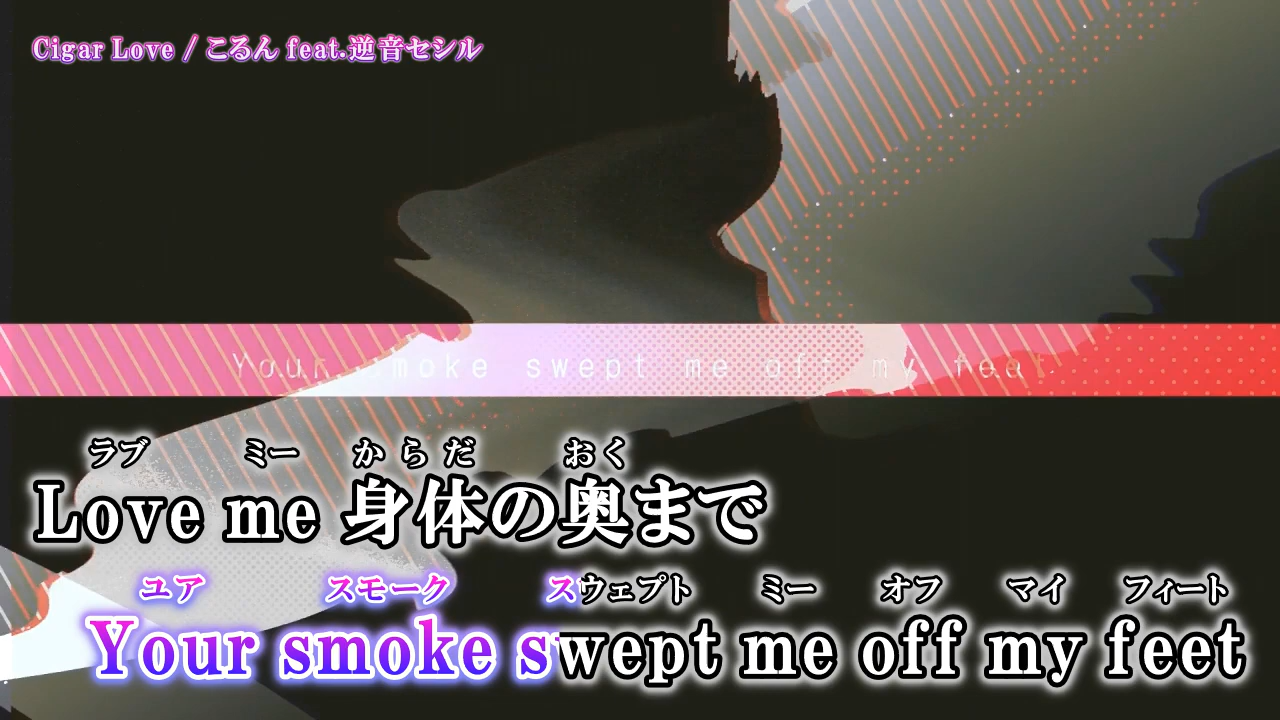 Cigar Love / こるん feat.逆音セシル
Your smoke swept me off my feat
ラブ ミー からだ おく
Love me 身体の奥まで
ユア スモーク スウェプト ミー オフ マイ フィート
Your smoke swept me off my feet